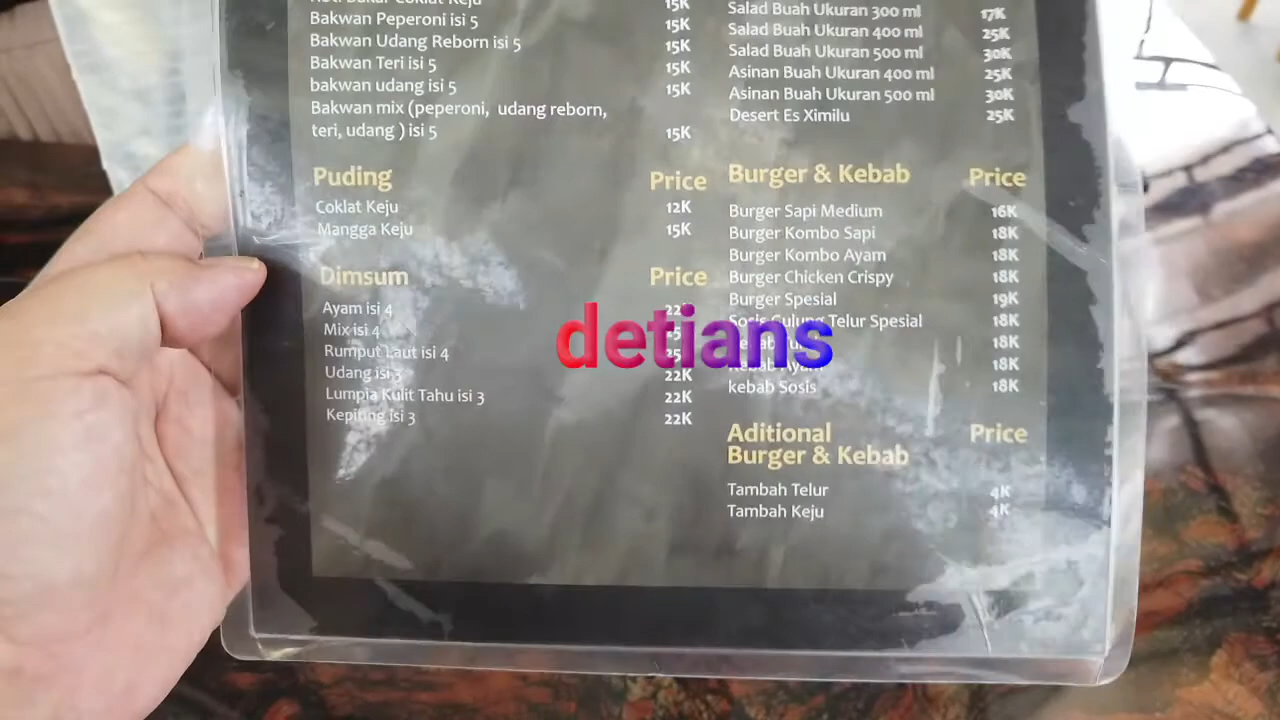 15K
Bakwan Peperoni isi 5 15K
Bakwan Udang Reborn isi 5 15K
Bakwan Teri isi 5 15K
bakwan udang isi 5 15K
Bakwan mix (peperoni, udang reborn,
teri, udang ) isi 5 15K
Puding Price
Coklat Keju 12K
Mangga Keju 15K
Dimsum Price
Ayam isi 4
Mix isi 4
Rumput Laut isi 4
Udang isi 3 22K
Lumpia Kulit Tahu isi 3 22K
Kepiting isi 3 22K
Salad Buah Ukuran 300 ml 17K
Salad Buah Ukuran 400 ml 25K
Salad Buah Ukuran 500 ml 30K
Asinan Buah Ukuran 400 ml 25K
Asinan Buah Ukuran 500 ml 30K
Desert Es Ximilu 25K
Burger & Kebab Price
Burger Sapi Medium 16K
Burger Kombo Sapi 18K
Burger Kombo Ayam 18K
Burger Chicken Crispy 18K
Burger Spesial 19K
Sosis Gulung Telur Spesial 18K
18K
Kebab Ayam 18K
kebab Sosis 18K
Aditional Price
Burger & Kebab
Tambah Telur 4K
Tambah Keju 4K
detians